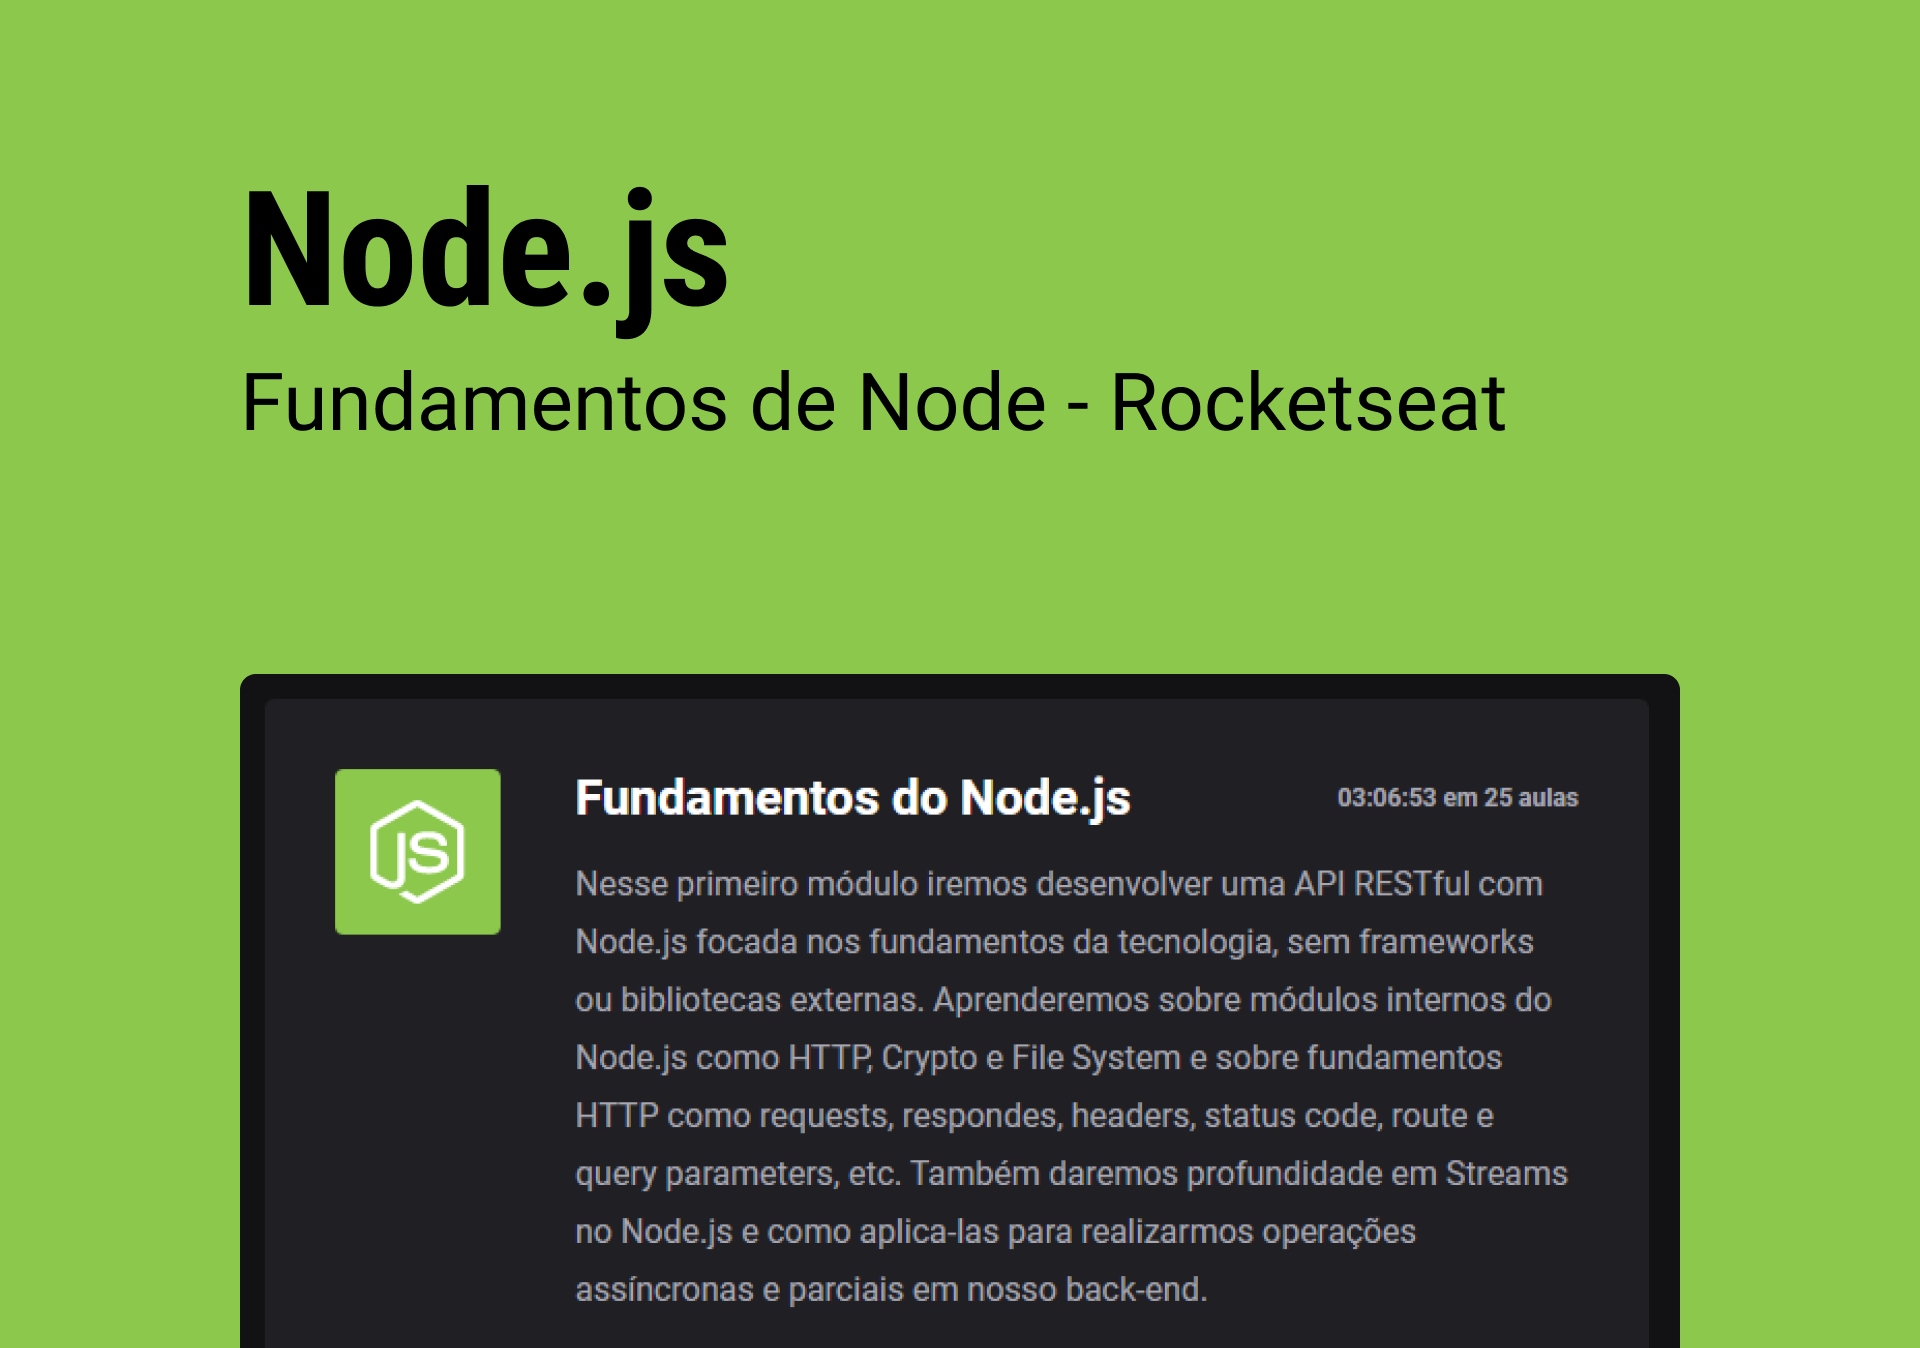 Node.js
Fundamentos de Node - Rocketseat
JS
Fundamentos do Node.js
03:06:53 em 25 aulas
Nesse primeiro módulo iremos desenvolver uma API RESTful com
Node.js focada nos fundamentos da tecnologia, sem frameworks
ou bibliotecas externas. Aprenderemos sobre módulos internos do
Node.js como HTTP, Crypto e File System e sobre fundamentos
HTTP como requests, respondes, headers, status code, route e
query parameters, etc. Também daremos profundidade em Streams
no Node.js e como aplica-las para realizarmos operações
assíncronas e parciais em nosso back-end.